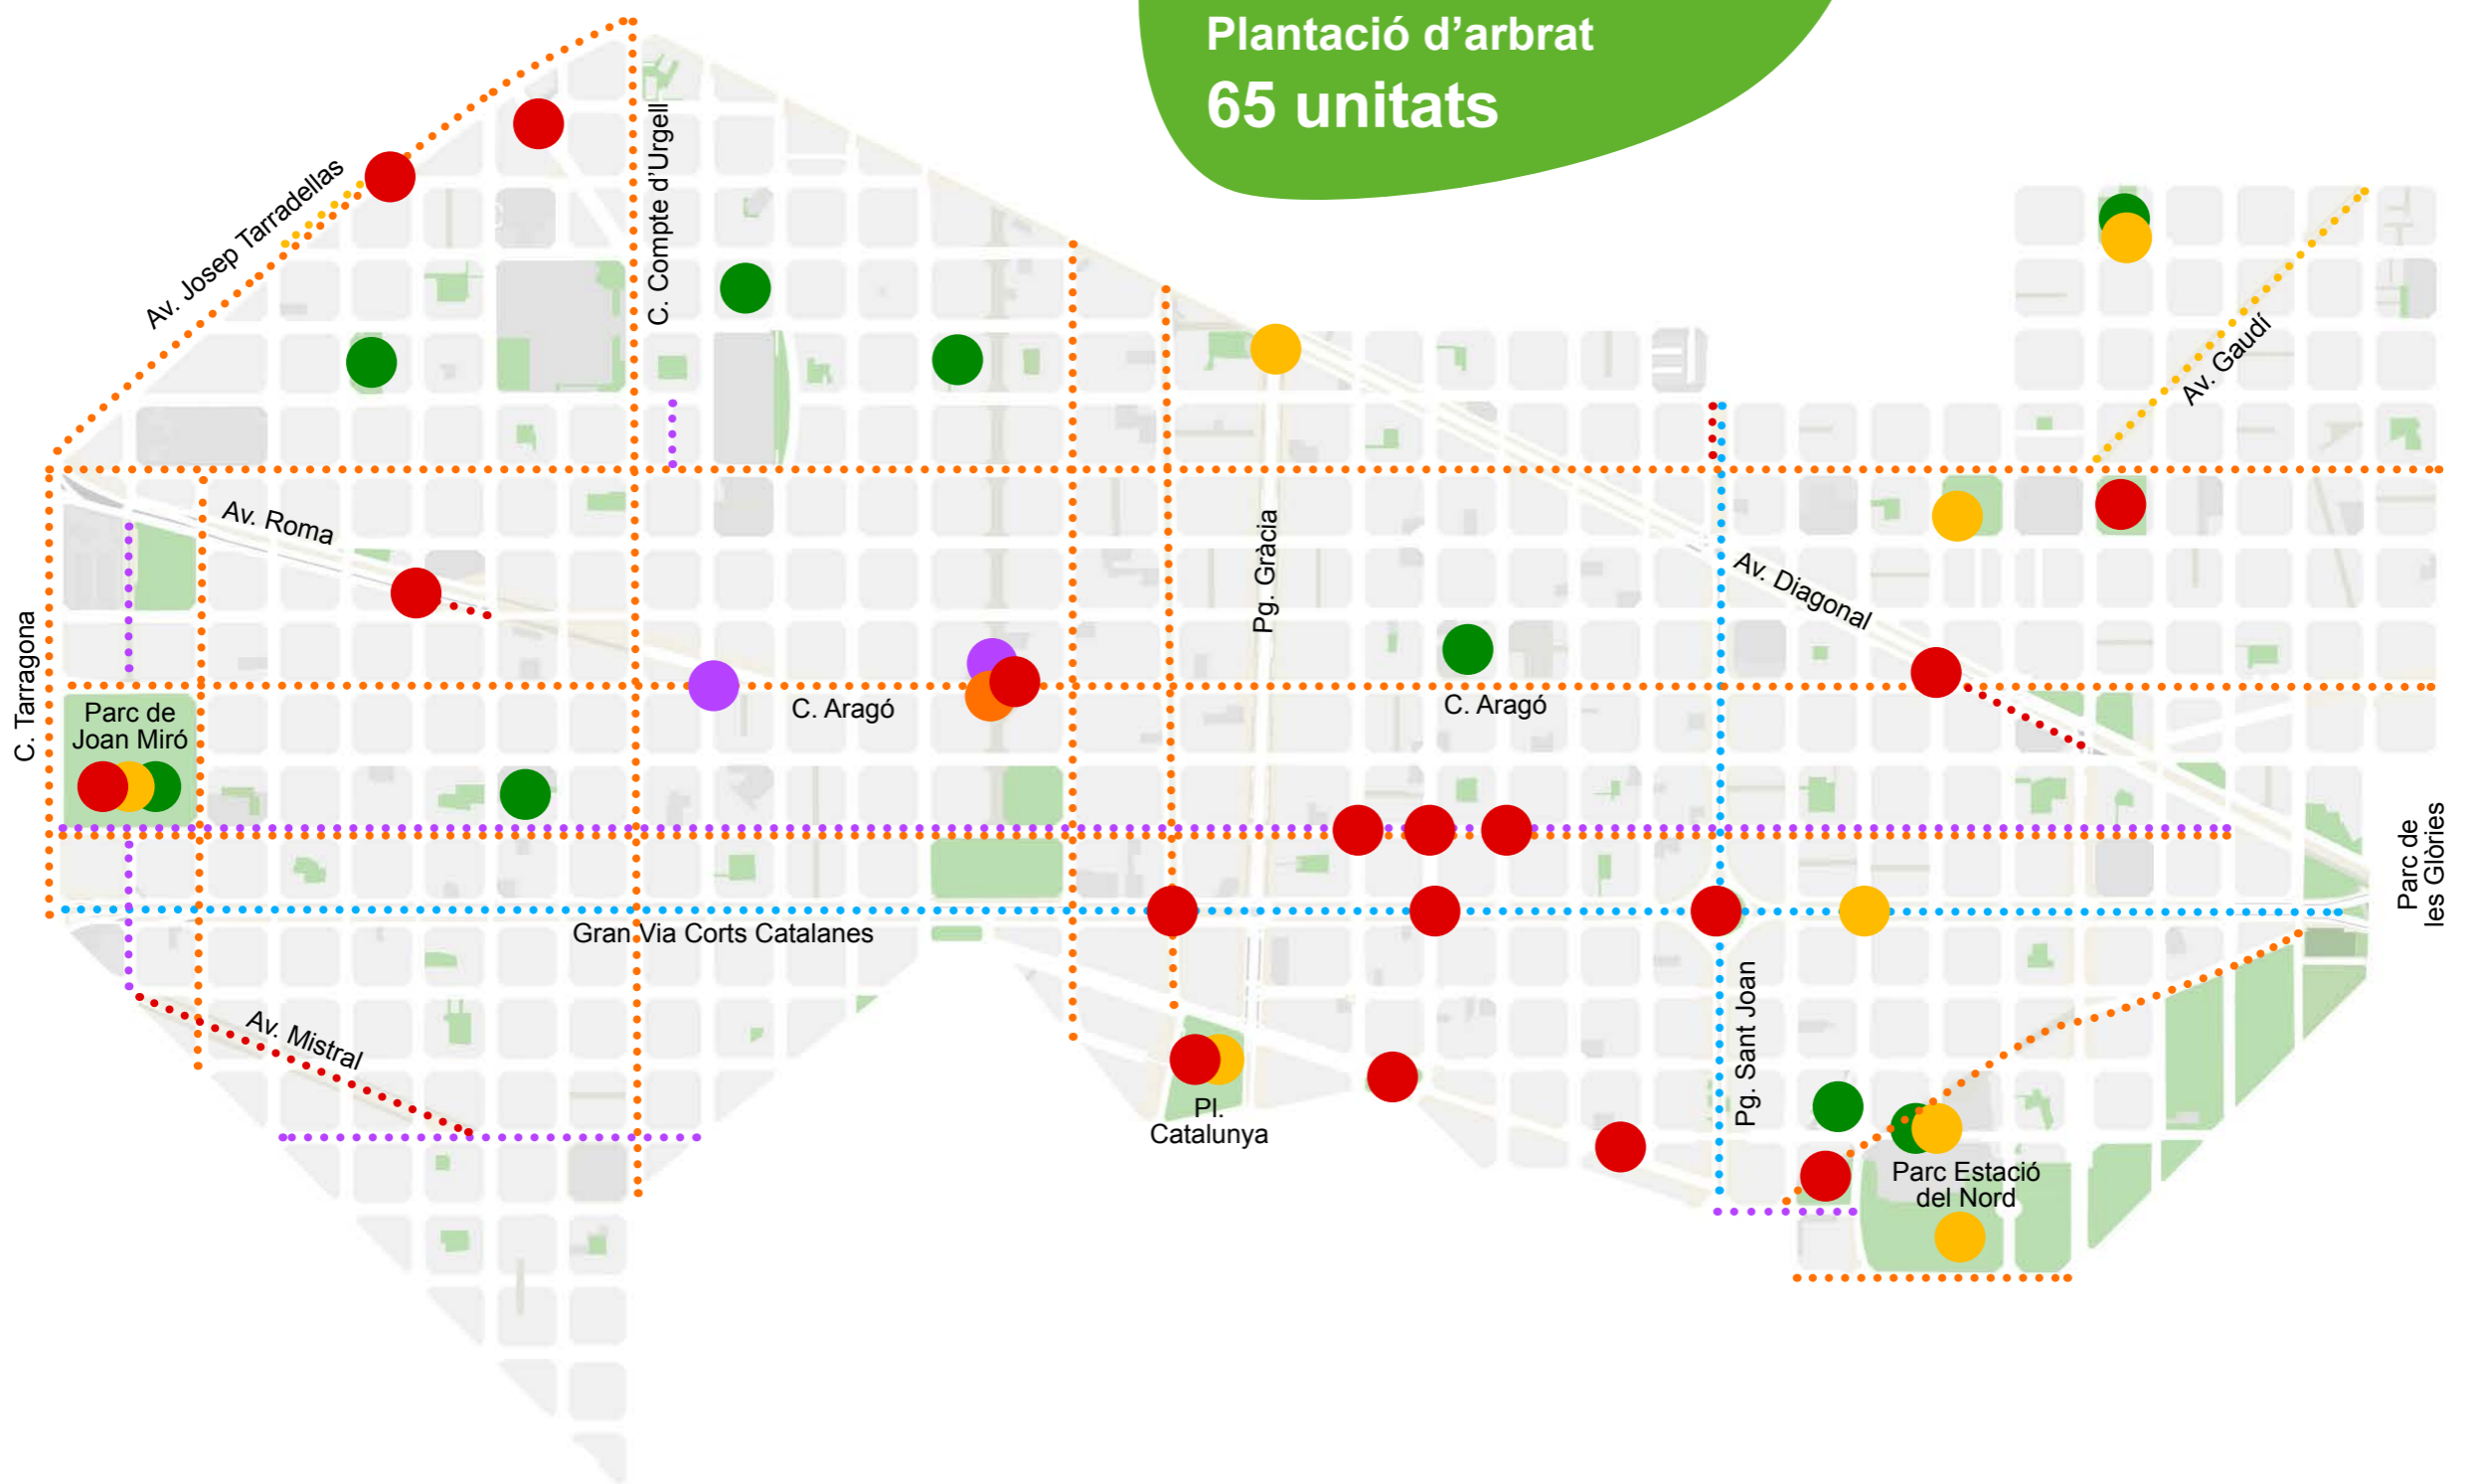 Plantació d'arbrat
65 unitats
Av. Josep Tarradellas
C. Compte d'Urgell
Av. Gaudí
Av. Roma
Pg. Gràcia
Av. Diagonal
C. Tarragona
Parc de
Joan Miró
C. Aragó
C. Aragó
Parc de
les Glòries
Gran Via Corts Catalanes
Av. Mistral
Pg. Sant Joan
Pl.
Catalunya
Parc Estació
del Nord